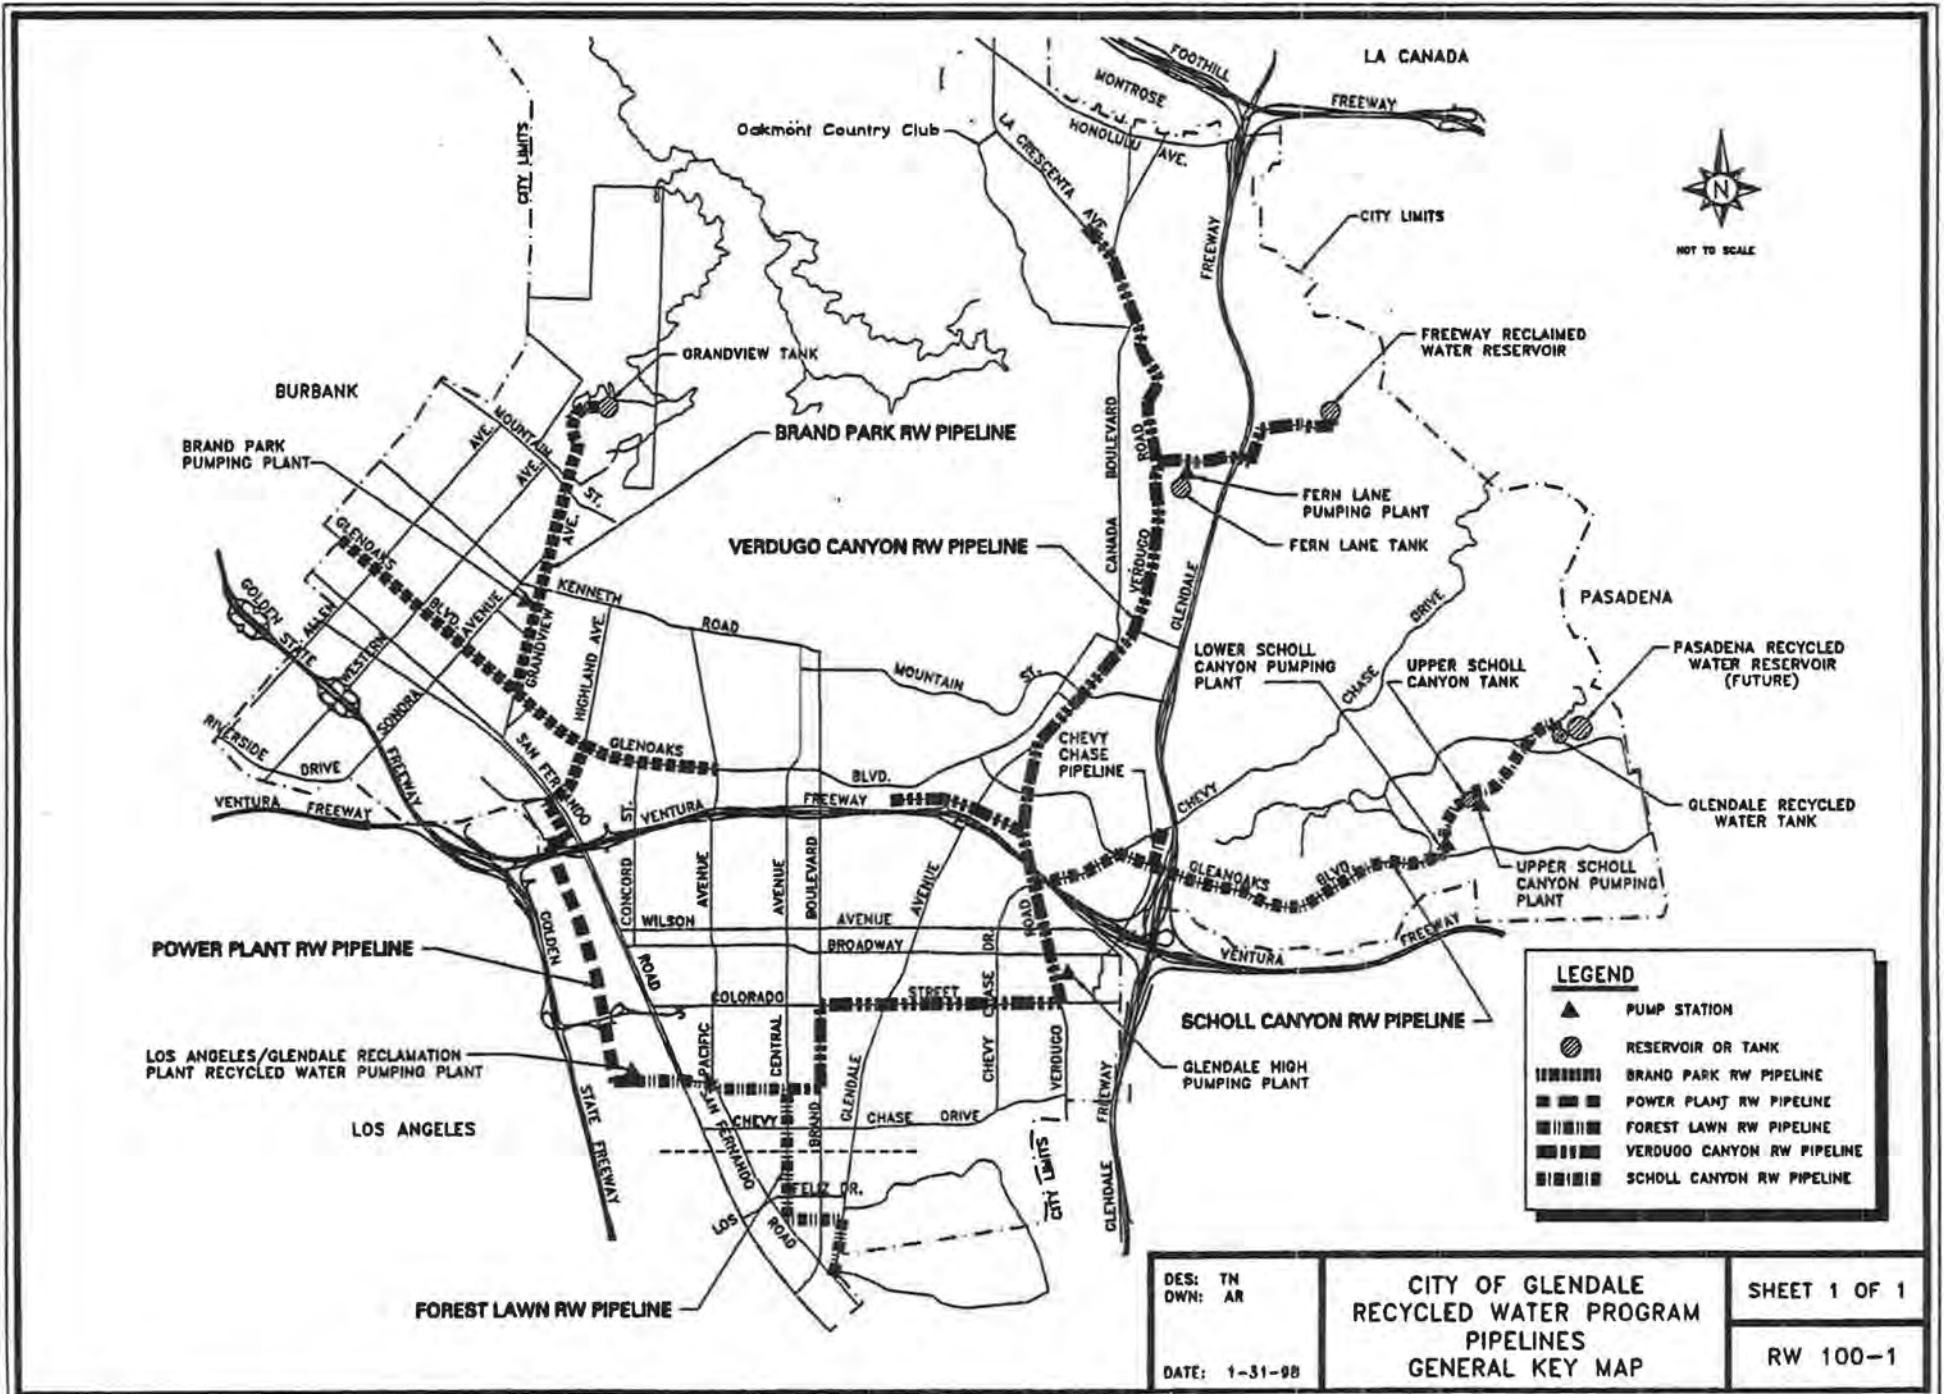 LA CANADA
FOOTHILL
FREEWAY
MONTROSE
HONOLULU AVE.
Oakmont Country Club
LA CRESCENTA AVE.
CITY LIMITS
N
NOT TO SCALE
CITY LIMITS
FREEWAY
FREEWAY RECLAIMED
WATER RESERVOIR
GRANDVIEW TANK
BURBANK
MOUNTAIN ST.
AVE.
AVE.
AVE.
BRAND PARK RW PIPELINE
BRAND PARK
PUMPING PLANT
CANADA BOULEVARD
VERDUGO ROAD
FERN LANE
PUMPING PLANT
FERN LANE TANK
VERDUGO CANYON RW PIPELINE
GLENOAKS BLVD.
GOLDEN STATE FREEWAY
ALLEN
WESTERN
SONORA
AVENUE
GRANDVIEW
KENNETH ROAD
HIGHLAND AVE.
GLENDALE
PASADENA
LOWER SCHOLL
CANYON PUMPING
PLANT
UPPER SCHOLL
CANYON TANK
PASADENA RECYCLED
WATER RESERVOIR
(FUTURE)
MOUNTAIN ST.
CHEVY CHASE DRIVE
RIVERSIDE DRIVE
SAN FERNANDO
GLENOAKS BLVD.
CHEVY
CHASE
PIPELINE
VENTURA FREEWAY
VENTURA FREEWAY
GLENDALE RECYCLED
WATER TANK
CONCORD ST.
AVENUE
AVENUE
BOULEVARD
AVENUE
GLEANOAKS BLVD.
UPPER SCHOLL
CANYON PUMPING
PLANT
WILSON AVENUE
BROADWAY
ROAD
VENTURA FREEWAY
POWER PLANT RW PIPELINE
GOLDEN
ROAD
COLORADO STREET
CHEVY CHASE DR.
SCHOLL CANYON RW PIPELINE
LOS ANGELES/GLENDALE RECLAMATION
PLANT RECYCLED WATER PUMPING PLANT
PACIFIC
CENTRAL
BRAND
GLENDALE
VERDUGO
GLENDALE HIGH
PUMPING PLANT
STATE FREEWAY
LOS ANGELES
CHEVY CHASE DRIVE
SAN FERNANDO ROAD
LOS FELIZ DR.
CITY LIMITS
GLENDALE FREEWAY
FOREST LAWN RW PIPELINE
LEGEND
PUMP STATION
RESERVOIR OR TANK
BRAND PARK RW PIPELINE
POWER PLANT RW PIPELINE
FOREST LAWN RW PIPELINE
VERDUGO CANYON RW PIPELINE
SCHOLL CANYON RW PIPELINE
DES: TN
DWN: AR
DATE: 1-31-98
CITY OF GLENDALE
RECYCLED WATER PROGRAM
PIPELINES
GENERAL KEY MAP
SHEET 1 OF 1
RW 100-1